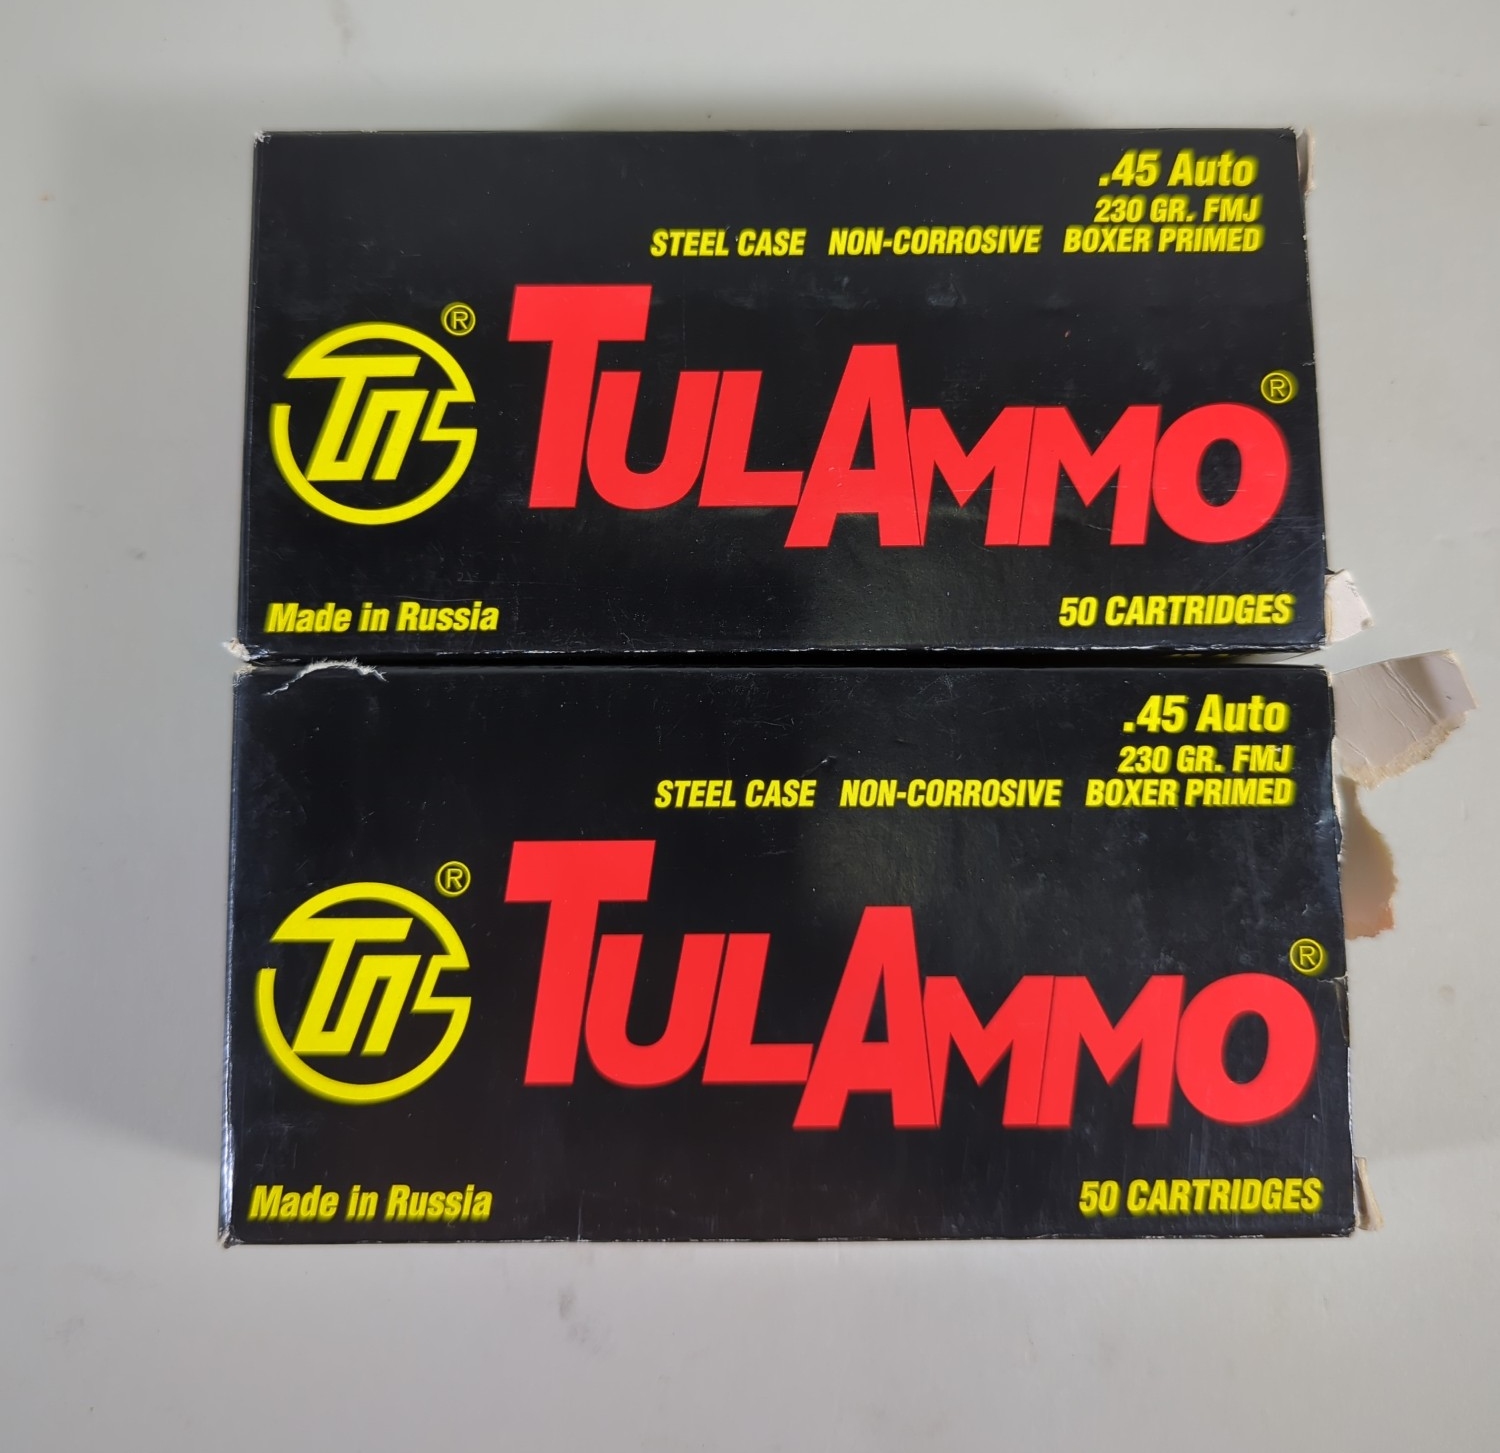 .45 Auto
230 GR. FMJ
STEEL CASE NON-CORROSIVE BOXER PRIMED
®
TULAMMO®
Made in Russia
50 CARTRIDGES
.45 Auto
230 GR. FMJ
STEEL CASE NON-CORROSIVE BOXER PRIMED
®
TULAMMO®
Made in Russia
50 CARTRIDGES